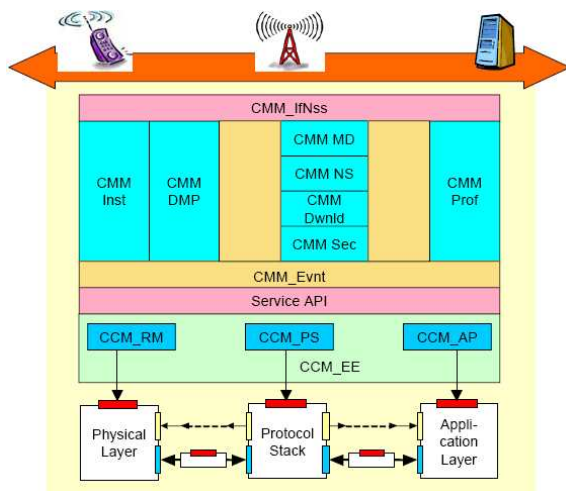 CMM_IfNss
CMM
Inst
CMM
DMP
CMM MD
CMM NS
CMM
Dwnld
CMM Sec
CMM
Prof
CMM_Evnt
Service API
CCM_RM
CCM_PS
CCM_AP
CCM_EE
Physical
Layer
Protocol
Stack
Appli-
cation
Layer